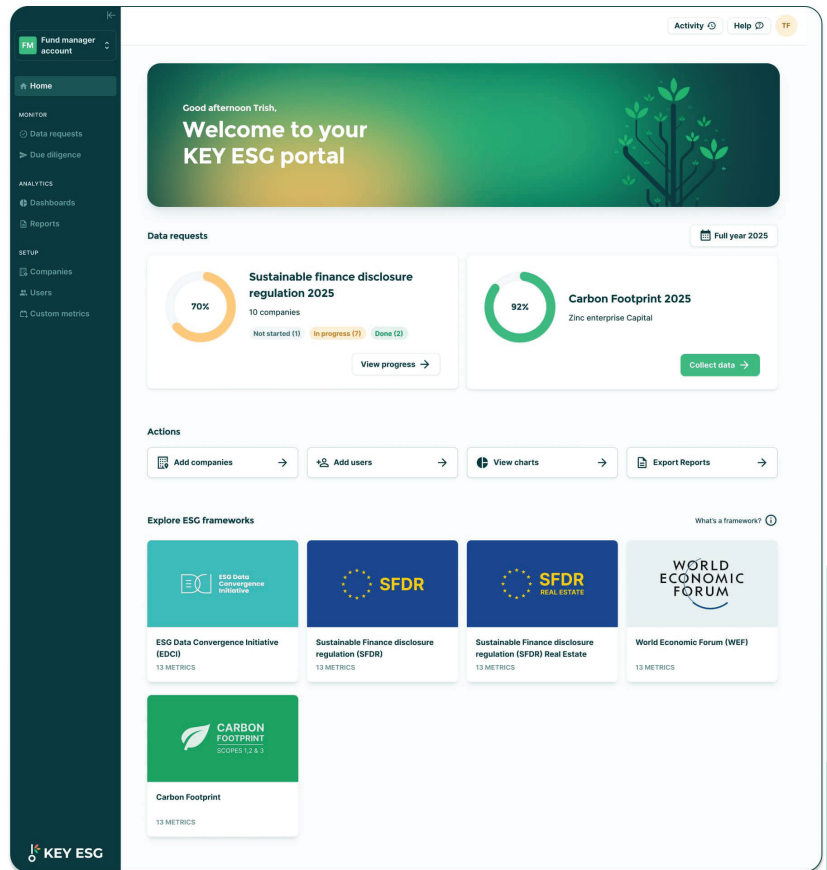 FM
Fund manager
account
Home
MONITOR
Data requests
Due diligence
ANALYTICS
Dashboards
Reports
SETUP
Companies
Users
Custom metrics
KEY ESG
Activity
Help
TF
Good afternoon Trish,
Welcome to your
KEY ESG portal
Data requests
Full year 2025
70%
Sustainable finance disclosure
regulation 2025
10 companies
Not started (1) In progress (7) Done (2)
View progress
92%
Carbon Footprint 2025
Zinc enterprise Capital
Collect data
Actions
Add companies
Add users
View charts
Export Reports
Explore ESG frameworks
What's a framework?
ESG Data
Convergence
Initiative
ESG Data Convergence Initiative
(EDCI)
13 METRICS
SFDR
Sustainable Finance disclosure
regulation (SFDR)
13 METRICS
SFDR
REAL ESTATE
Sustainable Finance disclosure
regulation (SFDR) Real Estate
13 METRICS
WORLD
ECONOMIC
FORUM
World Economic Forum (WEF)
13 METRICS
CARBON
FOOTPRINT
SCOPES 1,2 & 3
Carbon Footprint
13 METRICS